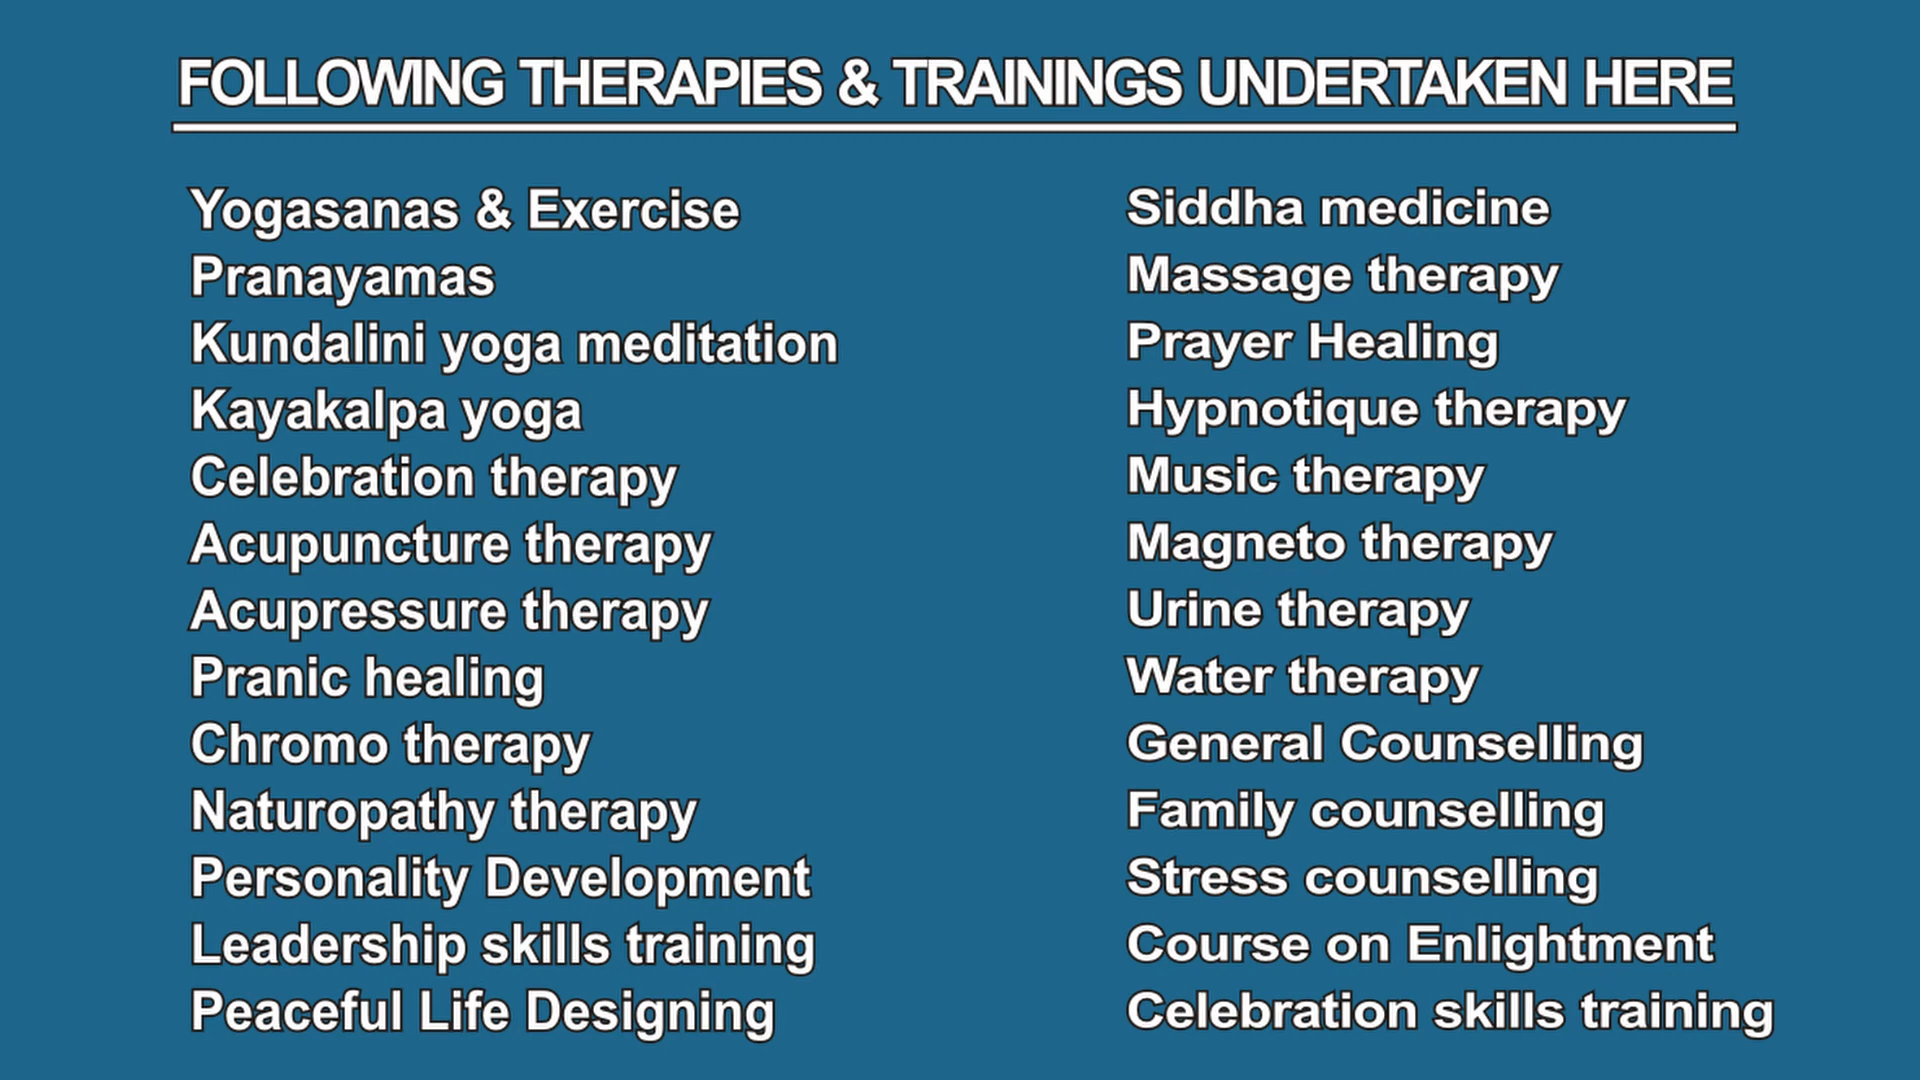 FOLLOWING THERAPIES & TRAININGS UNDERTAKEN HERE
Yogasanas & Exercise
Pranayamas
Kundalini yoga meditation
Kayakalpa yoga
Celebration therapy
Acupuncture therapy
Acupressure therapy
Pranic healing
Chromo therapy
Naturopathy therapy
Personality Development
Leadership skills training
Peaceful Life Designing
Siddha medicine
Massage therapy
Prayer Healing
Hypnotique therapy
Music therapy
Magneto therapy
Urine therapy
Water therapy
General Counselling
Family counselling
Stress counselling
Course on Enlightment
Celebration skills training